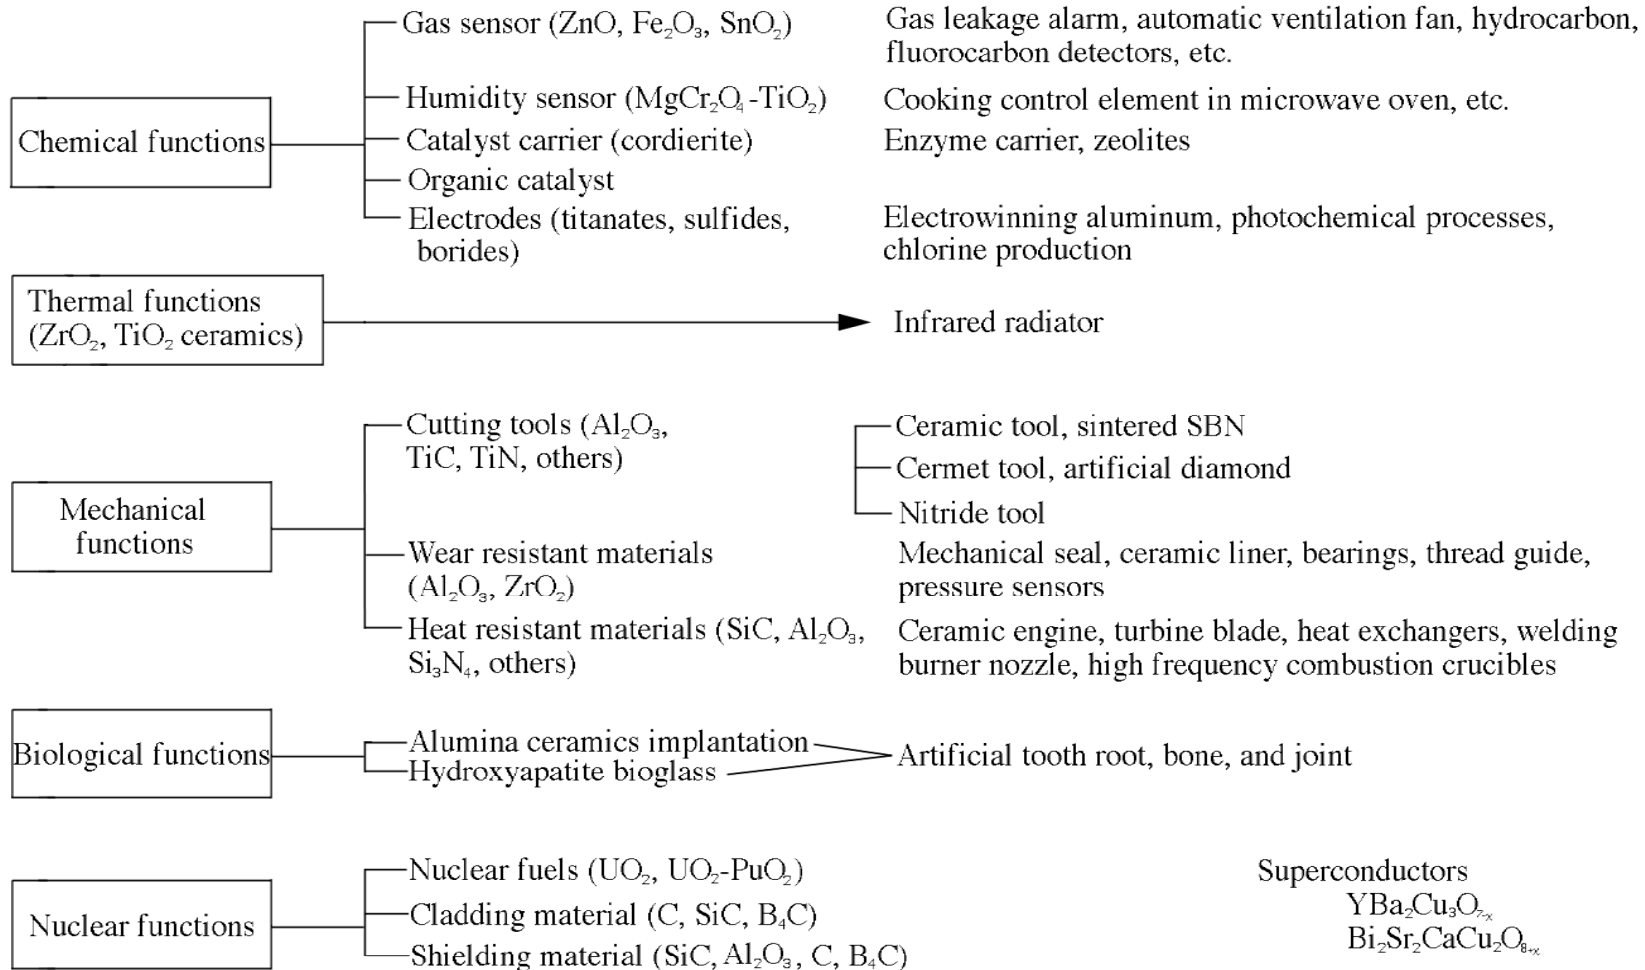 Gas sensor (ZnO, Fe₂O₃, SnO₂)
Gas leakage alarm, automatic ventilation fan, hydrocarbon,
fluorocarbon detectors, etc.
Humidity sensor (MgCr₂O₄-TiO₂)
Cooking control element in microwave oven, etc.
Chemical functions
Catalyst carrier (cordierite)
Enzyme carrier, zeolites
Organic catalyst
Electrodes (titanates, sulfides,
borides)
Electrowinning aluminum, photochemical processes,
chlorine production
Thermal functions
(ZrO₂, TiO₂ ceramics)
Infrared radiator
Mechanical
functions
Cutting tools (Al₂O₃,
TiC, TiN, others)
Ceramic tool, sintered SBN
Cermet tool, artificial diamond
Nitride tool
Wear resistant materials
(Al₂O₃, ZrO₂)
Mechanical seal, ceramic liner, bearings, thread guide,
pressure sensors
Heat resistant materials (SiC, Al₂O₃,
Si₃N₄, others)
Ceramic engine, turbine blade, heat exchangers, welding
burner nozzle, high frequency combustion crucibles
Biological functions
Alumina ceramics implantation
Hydroxyapatite bioglass
Artificial tooth root, bone, and joint
Nuclear functions
Nuclear fuels (UO₂, UO₂-PuO₂)
Cladding material (C, SiC, B₄C)
Shielding material (SiC, Al₂O₃, C, B₄C)
Superconductors
YBa₂Cu₃O₇₋ₓ
Bi₂Sr₂CaCu₂O₈₊ₓ